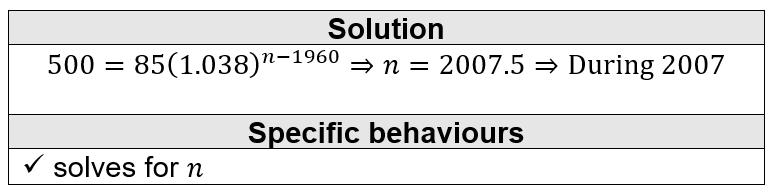 Solution
500 = 85(1.038)ⁿ⁻¹⁹⁶⁰ ⇒ n = 2007.5 ⇒ During 2007
Specific behaviours
✓ solves for n